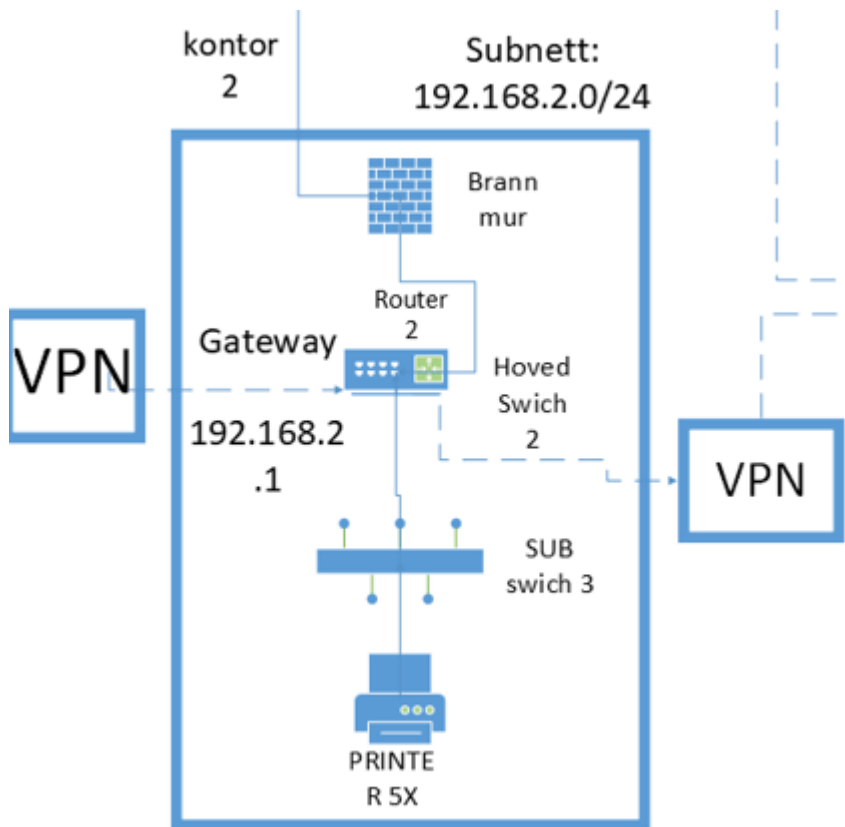 kontor
2
Subnett:
192.168.2.0/24
Brann
mur
Router
2
Gateway
192.168.2
.1
Hoved
Swich
2
VPN
VPN
SUB
swich 3
PRINTE
R 5X